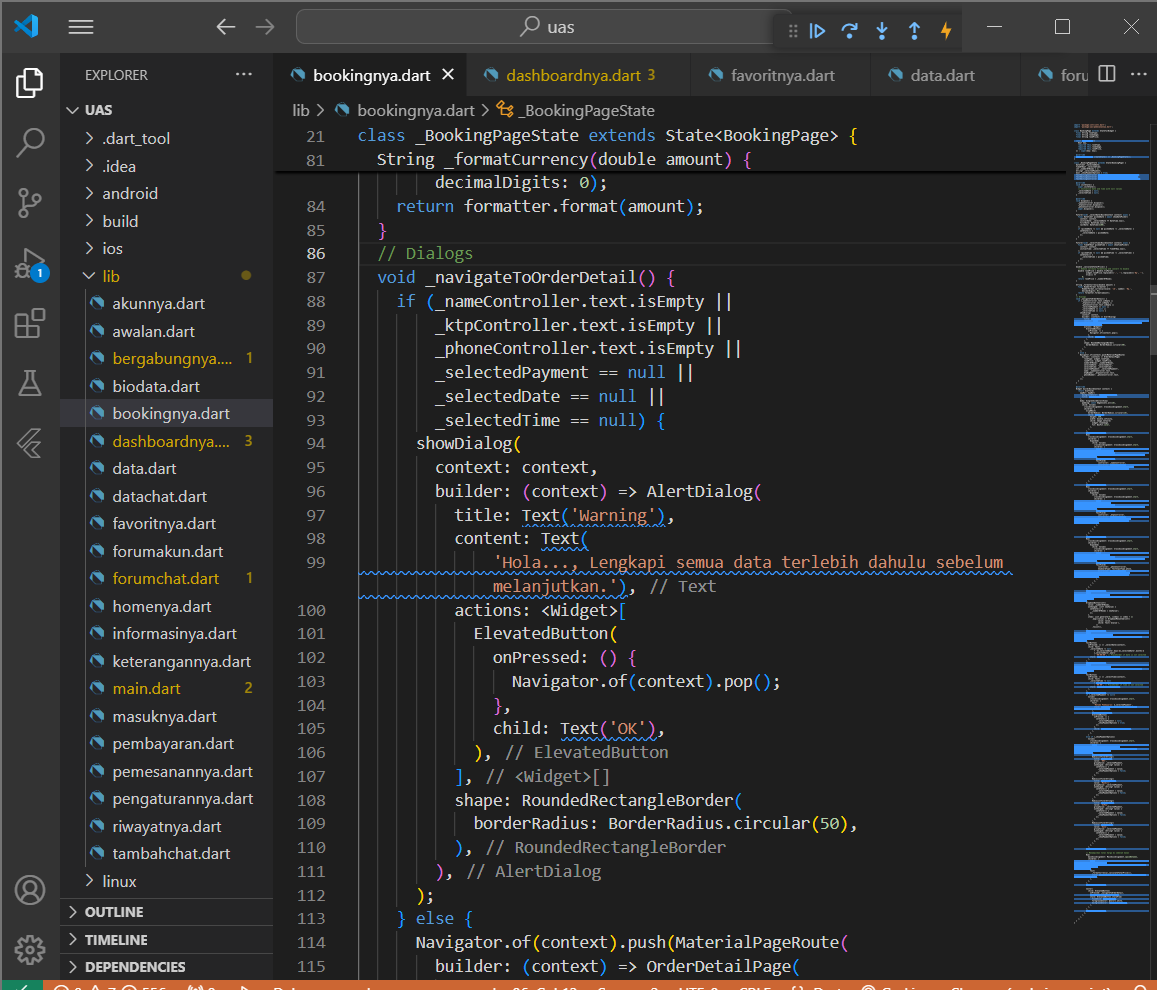 uas
EXPLORER
UAS
.dart_tool
.idea
android
build
ios
lib
akunnya.dart
awalan.dart
bergabungnya.... 1
biodata.dart
bookingnya.dart
dashboardnya.... 3
data.dart
datachat.dart
favoritnya.dart
forumakun.dart
forumchat.dart 1
homenya.dart
informasinya.dart
keterangannya.dart
main.dart 2
masuknya.dart
pembayaran.dart
pemesanannya.dart
pengaturannya.dart
riwayatnya.dart
tambahchat.dart
linux
OUTLINE
TIMELINE
DEPENDENCIES
1
bookingnya.dart
dashboardnya.dart 3
favoritnya.dart
data.dart
foru
lib > bookingnya.dart > _BookingPageState
21 class _BookingPageState extends State<BookingPage> {
81 String _formatCurrency(double amount) {
decimalDigits: 0);
84 return formatter.format(amount);
85 }
86 // Dialogs
87 void _navigateToOrderDetail() {
88 if (_nameController.text.isEmpty ||
89 _ktpController.text.isEmpty ||
90 _phoneController.text.isEmpty ||
91 _selectedPayment == null ||
92 _selectedDate == null ||
93 _selectedTime == null) {
94 showDialog(
95 context: context,
96 builder: (context) => AlertDialog(
97 title: Text('Warning'),
98 content: Text(
99 'Hola..., Lengkapi semua data terlebih dahulu sebelum
melanjutkan.'), // Text
100 actions: <Widget>[
101 ElevatedButton(
102 onPressed: () {
103 Navigator.of(context).pop();
104 },
105 child: Text('OK'),
106 ), // ElevatedButton
107 ], // <Widget>[]
108 shape: RoundedRectangleBorder(
109 borderRadius: BorderRadius.circular(50),
110 ), // RoundedRectangleBorder
111 ), // AlertDialog
112 );
113 } else {
114 Navigator.of(context).push(MaterialPageRoute(
115 builder: (context) => OrderDetailPage(